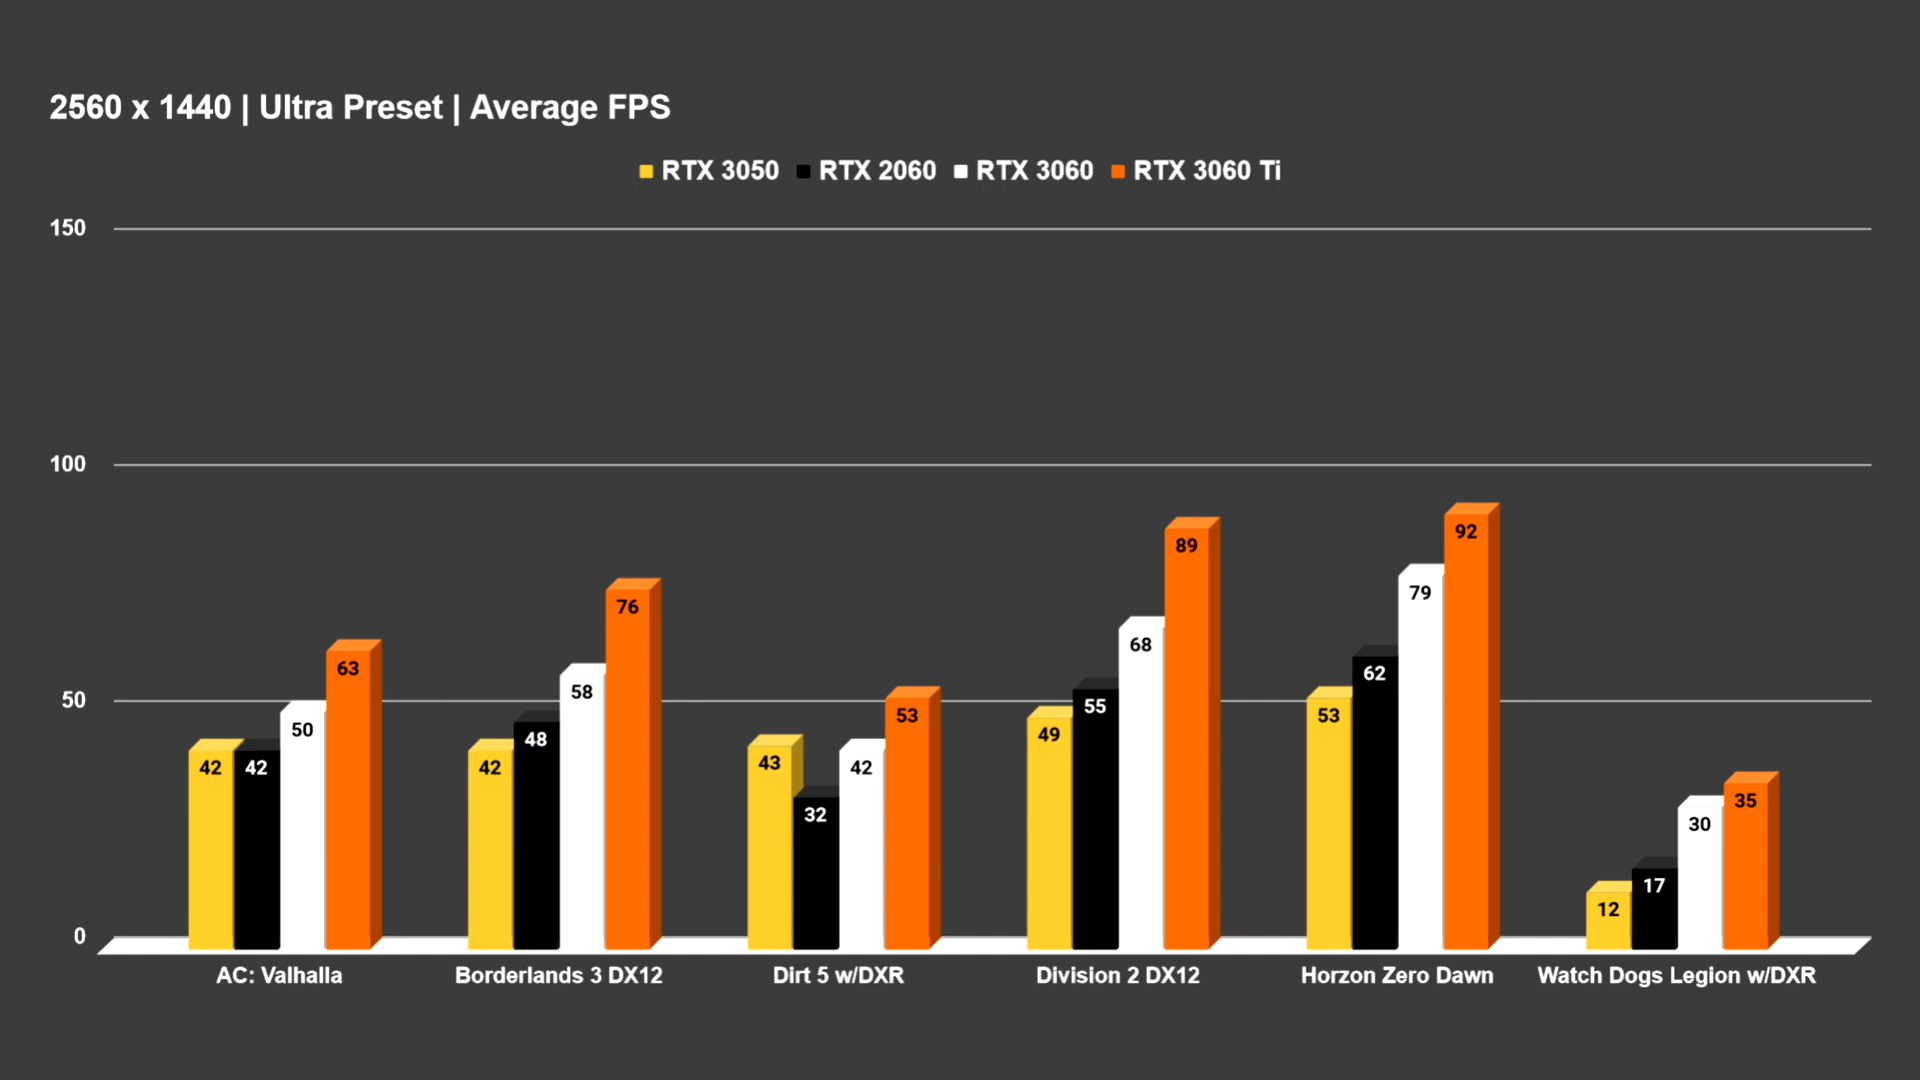 2560 x 1440 | Ultra Preset | Average FPS
RTX 3050 RTX 2060 RTX 3060 RTX 3060 Ti
150
100
50
0
42 42 50 63
42 48 58 76
43 32 42 53
49 55 68 89
53 62 79 92
12 17 30 35
AC: Valhalla Borderlands 3 DX12 Dirt 5 w/DXR Division 2 DX12 Horzon Zero Dawn Watch Dogs Legion w/DXR